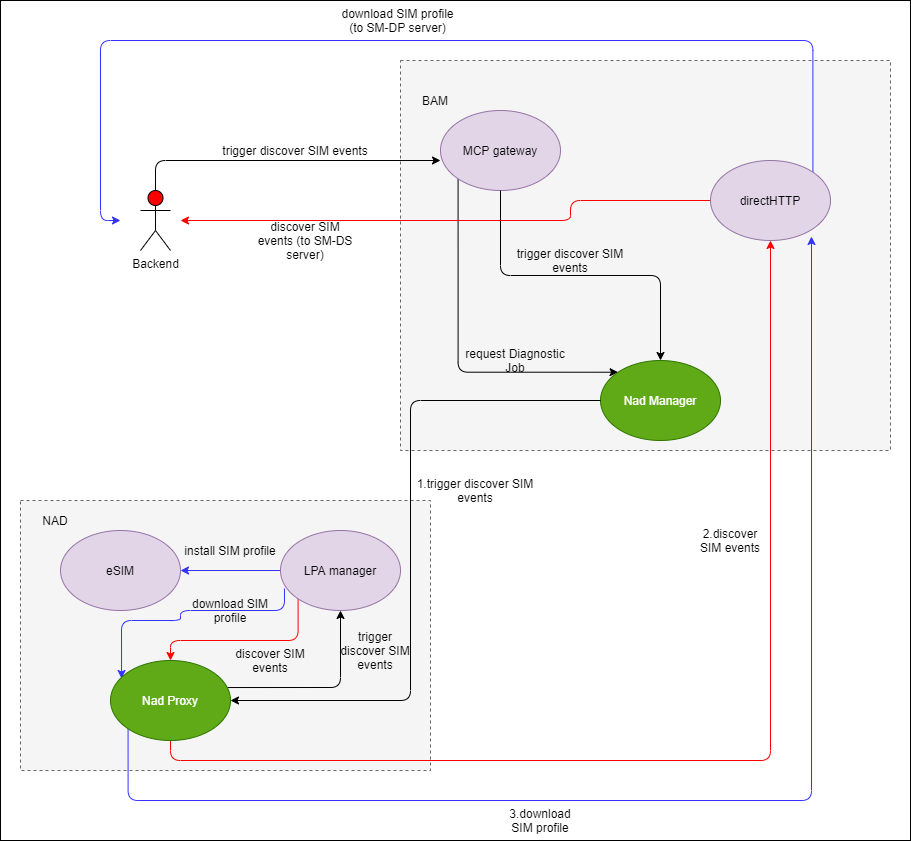 download SIM profile
(to SM-DP server)
BAM
MCP gateway
trigger discover SIM events
directHTTP
discover SIM
events (to SM-DS
server)
Backend
trigger discover SIM
events
request Diagnostic
Job
Nad Manager
1.trigger discover SIM
events
NAD
2.discover
SIM events
install SIM profile
eSIM
LPA manager
download SIM
profile
trigger
discover SIM
events
discover SIM
events
Nad Proxy
3.download
SIM profile